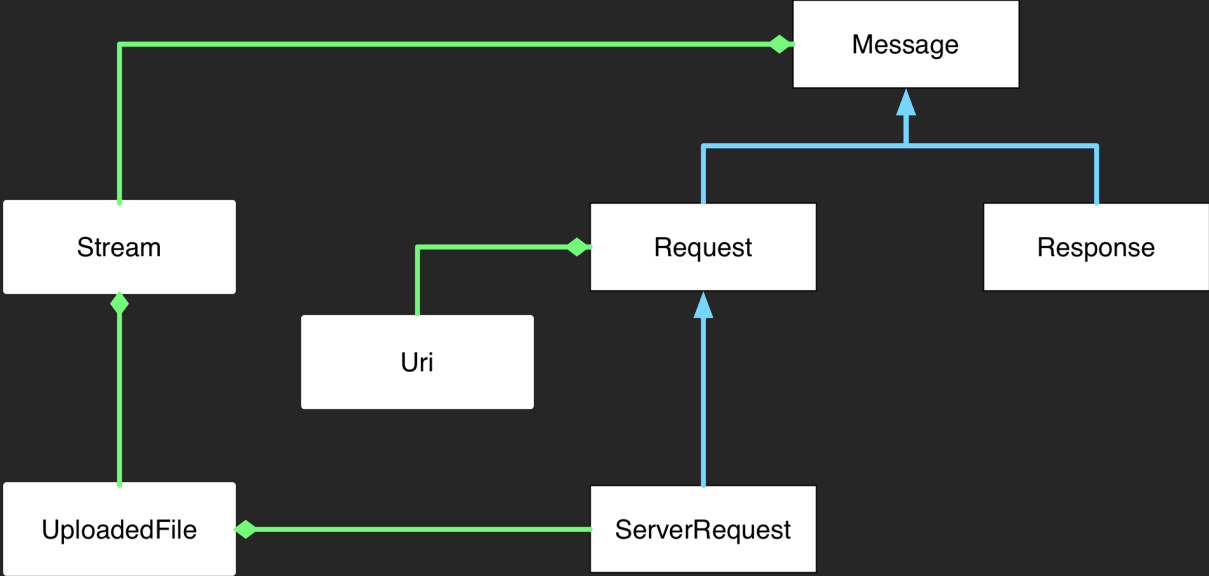 Message
Stream
Request
Response
Uri
UploadedFile
ServerRequest